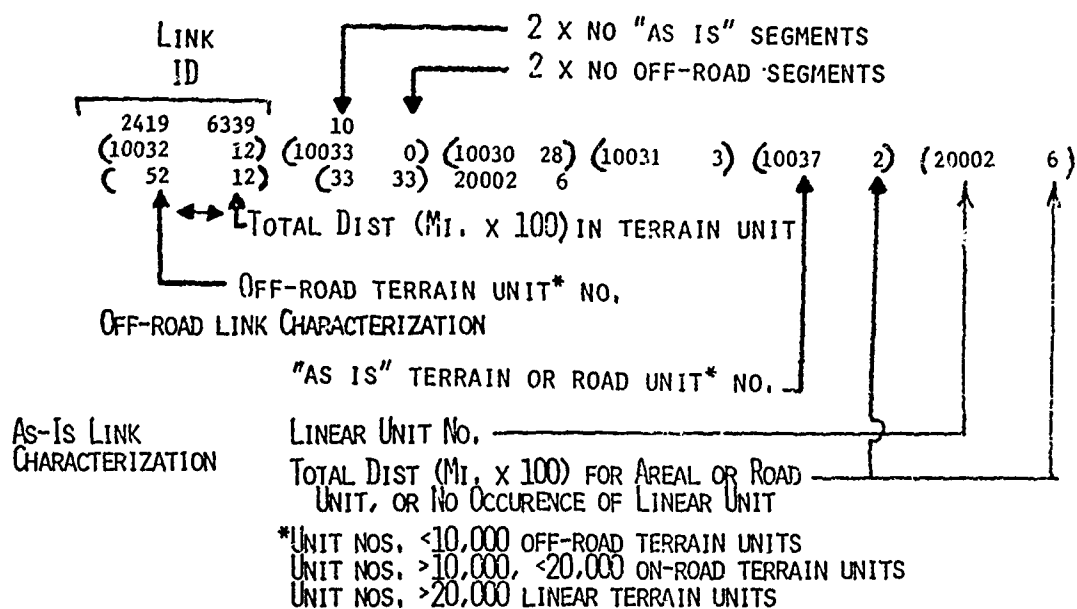 LINK ID
2 X NO "AS IS" SEGMENTS
2 X NO OFF-ROAD SEGMENTS
2419 6339 10
(10032 12) (10033 0) (10030 28) (10031 3) (10037 2) (20002 6)
( 52 12) (33 33) 20002 6
TOTAL DIST (MI. X 100) IN TERRAIN UNIT
OFF-ROAD TERRAIN UNIT* NO.
OFF-ROAD LINK CHARACTERIZATION
"AS IS" TERRAIN OR ROAD UNIT* NO.
AS-IS LINK CHARACTERIZATION
LINEAR UNIT NO.
TOTAL DIST (MI. X 100) FOR AREAL OR ROAD
UNIT, OR NO OCCURENCE OF LINEAR UNIT
*UNIT NOS. <10,000 OFF-ROAD TERRAIN UNITS
UNIT NOS. >10,000, <20,000 ON-ROAD TERRAIN UNITS
UNIT NOS. >20,000 LINEAR TERRAIN UNITS